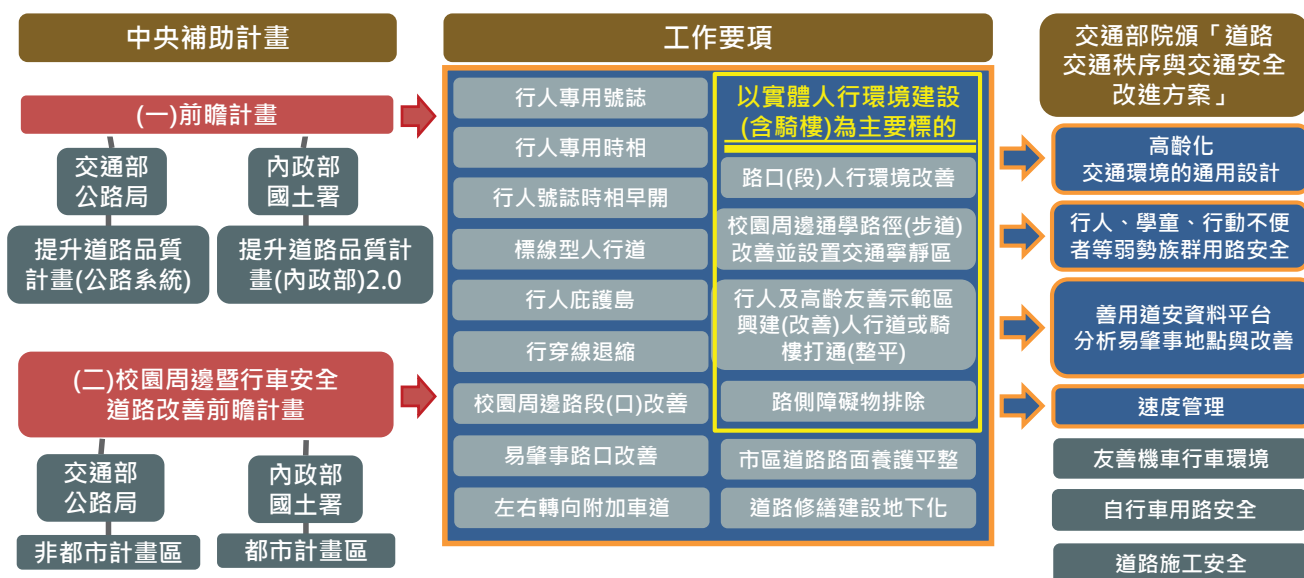 中央補助計畫
(一)前瞻計畫
交通部
公路局
內政部
國土署
提升道路品質
計畫(公路系統)
提升道路品質計
畫(內政部)2.0
(二)校園周邊暨行車安全
道路改善前瞻計畫
交通部
公路局
內政部
國土署
非都市計畫區
都市計畫區
工作要項
行人專用號誌
行人專用時相
行人號誌時相早開
標線型人行道
行人庇護島
行穿線退縮
校園周邊路段(口)改善
易肇事路口改善
左右轉向附加車道
以實體人行環境建設
(含騎樓)為主要標的
路口(段)人行環境改善
校園周邊通學路徑(步道)
改善並設置交通寧靜區
行人及高齡友善示範區
興建(改善)人行道或騎
樓打通(整平)
路側障礙物排除
市區道路路面養護平整
道路修繕建設地下化
交通部院頒「道路
交通秩序與交通安全
改進方案」
高齡化
交通環境的通用設計
行人、學童、行動不便
者等弱勢族群用路安全
善用道安資料平台
分析易肇事地點與改善
速度管理
友善機車行車環境
自行車用路安全
道路施工安全